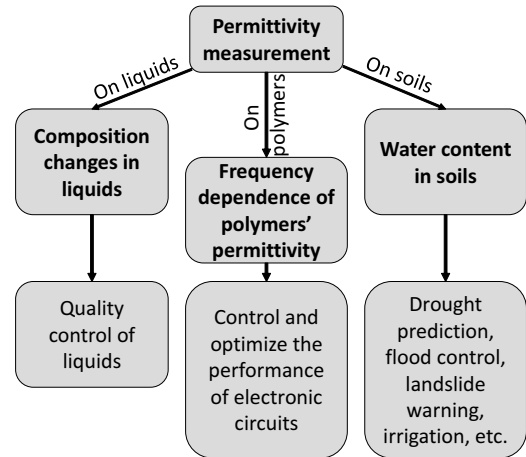 Permittivity
measurement
On liquids
On
polymers
On soils
Composition
changes in
liquids
Frequency
dependence of
polymers'
permittivity
Water content
in soils
Quality
control of
liquids
Control and
optimize the
performance
of electronic
circuits
Drought
prediction,
flood control,
landslide
warning,
irrigation, etc.